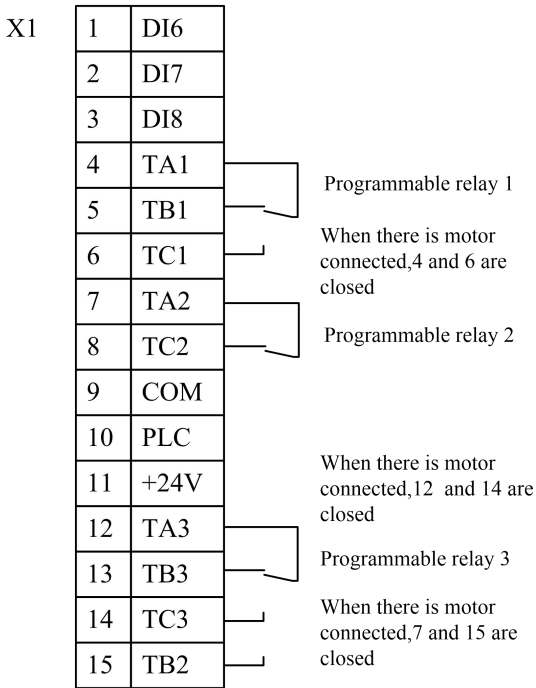 X1
1 DI6
2 DI7
3 DI8
4 TA1
5 TB1
6 TC1
7 TA2
8 TC2
9 COM
10 PLC
11 +24V
12 TA3
13 TB3
14 TC3
15 TB2
Programmable relay 1
When there is motor
connected,4 and 6 are
closed
Programmable relay 2
When there is motor
connected,12 and 14 are
closed
Programmable relay 3
When there is motor
connected,7 and 15 are
closed